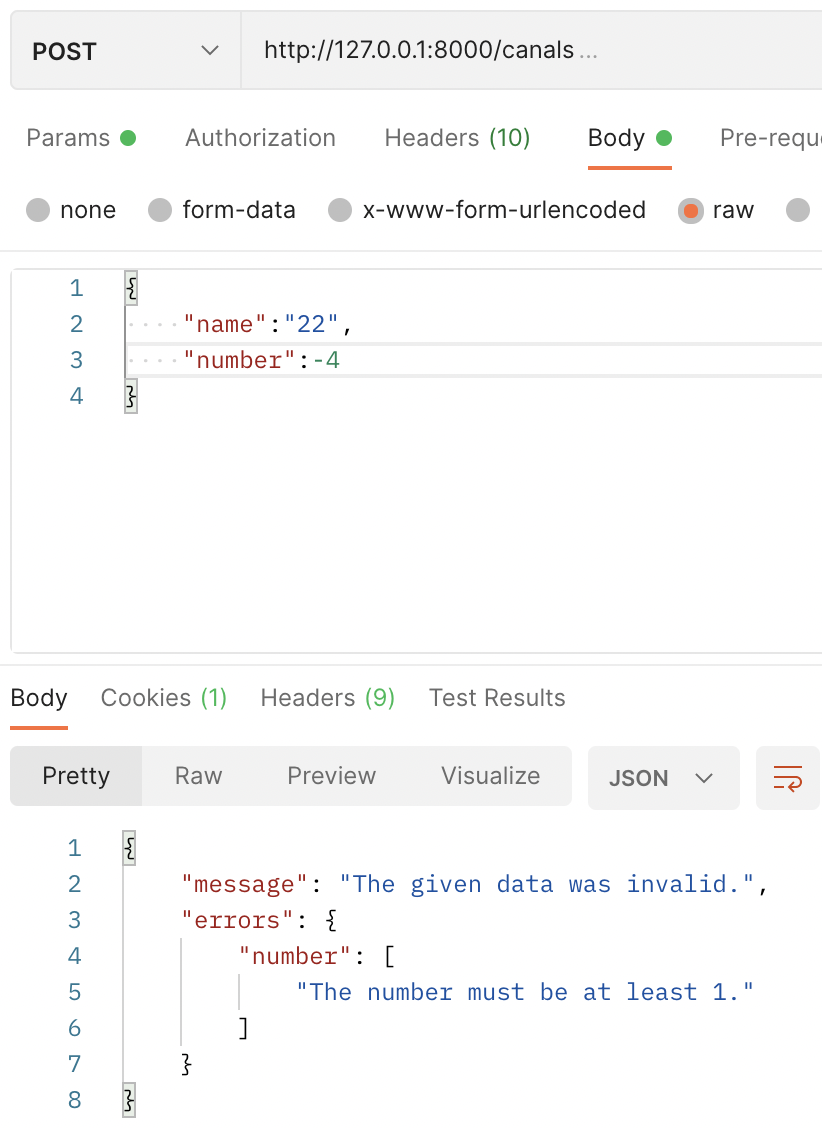 POST http://127.0.0.1:8000/canals ...
Params Authorization Headers (10) Body
none form-data x-www-form-urlencoded raw
1 {
2 "name":"22",
3 "number":-4
4 }
Body Cookies (1) Headers (9) Test Results
Pretty Raw Preview Visualize JSON
1 {
2 "message": "The given data was invalid.",
3 "errors": {
4 "number": [
5 "The number must be at least 1."
6 ]
7 }
8 }